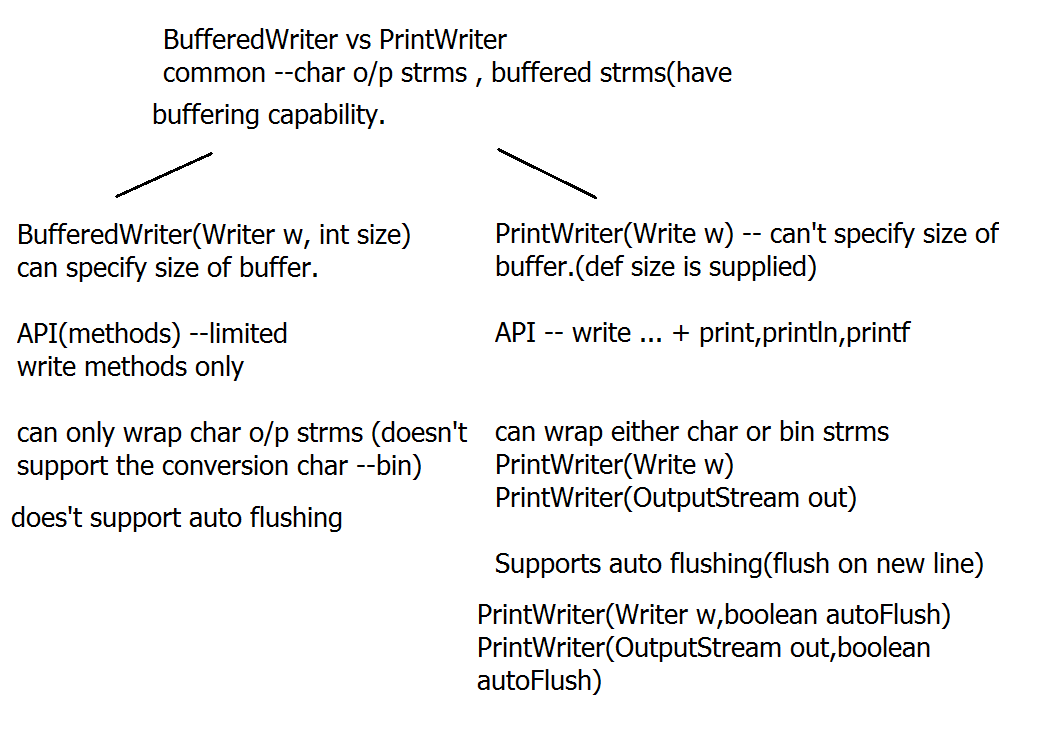 BufferedWriter vs PrintWriter
common --char o/p strms , buffered strms(have
buffering capability.
BufferedWriter(Writer w, int size)
can specify size of buffer.
API(methods) --limited
write methods only
can only wrap char o/p strms (doesn't
support the conversion char --bin)
does't support auto flushing
PrintWriter(Write w) -- can't specify size of
buffer.(def size is supplied)
API -- write ... + print,println,printf
can wrap either char or bin strms
PrintWriter(Write w)
PrintWriter(OutputStream out)
Supports auto flushing(flush on new line)
PrintWriter(Writer w,boolean autoFlush)
PrintWriter(OutputStream out,boolean
autoFlush)